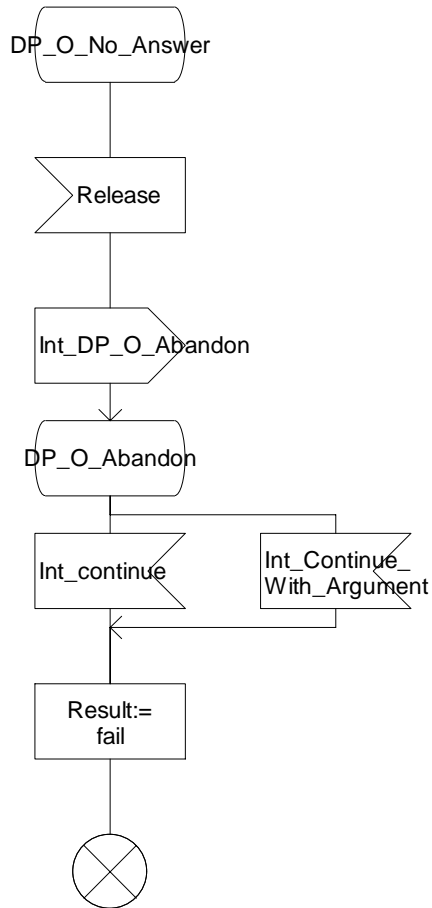 DP_O_No_Answer
Release
Int_DP_O_Abandon
DP_O_Abandon
Int_continue
Int_Continue_
With_Argument
Result:=
fail